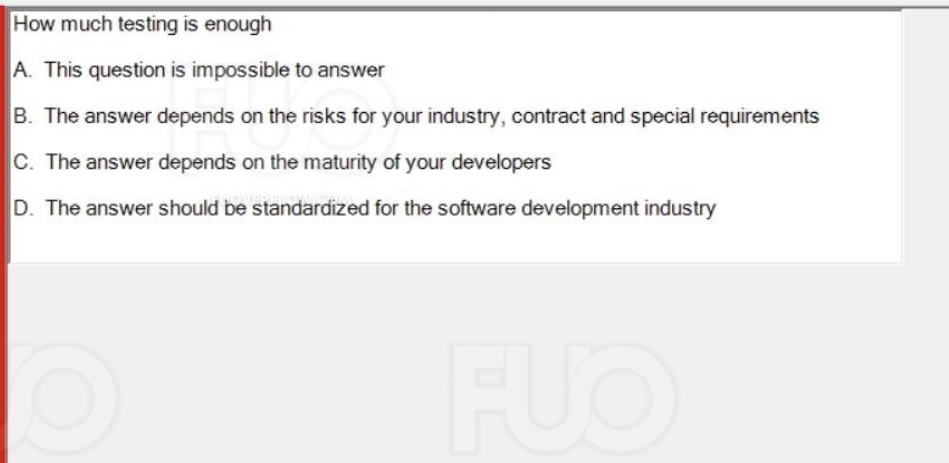 How much testing is enough
A. This question is impossible to answer
B. The answer depends on the risks for your industry, contract and special requirements
C. The answer depends on the maturity of your developers
D. The answer should be standardized for the software development industry
FUO
FUO